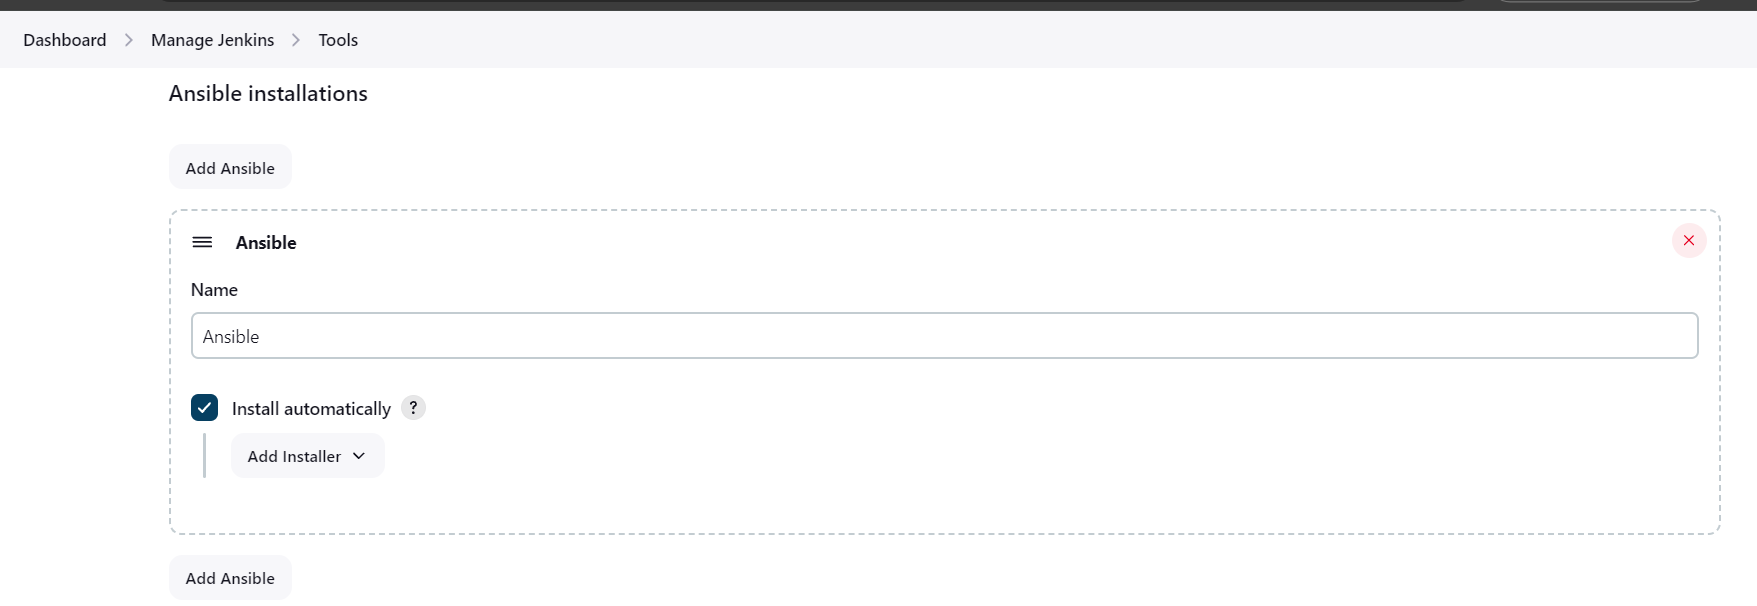 Dashboard > Manage Jenkins > Tools
Ansible installations
Add Ansible
Ansible
Name
Ansible
Install automatically ?
Add Installer
Add Ansible